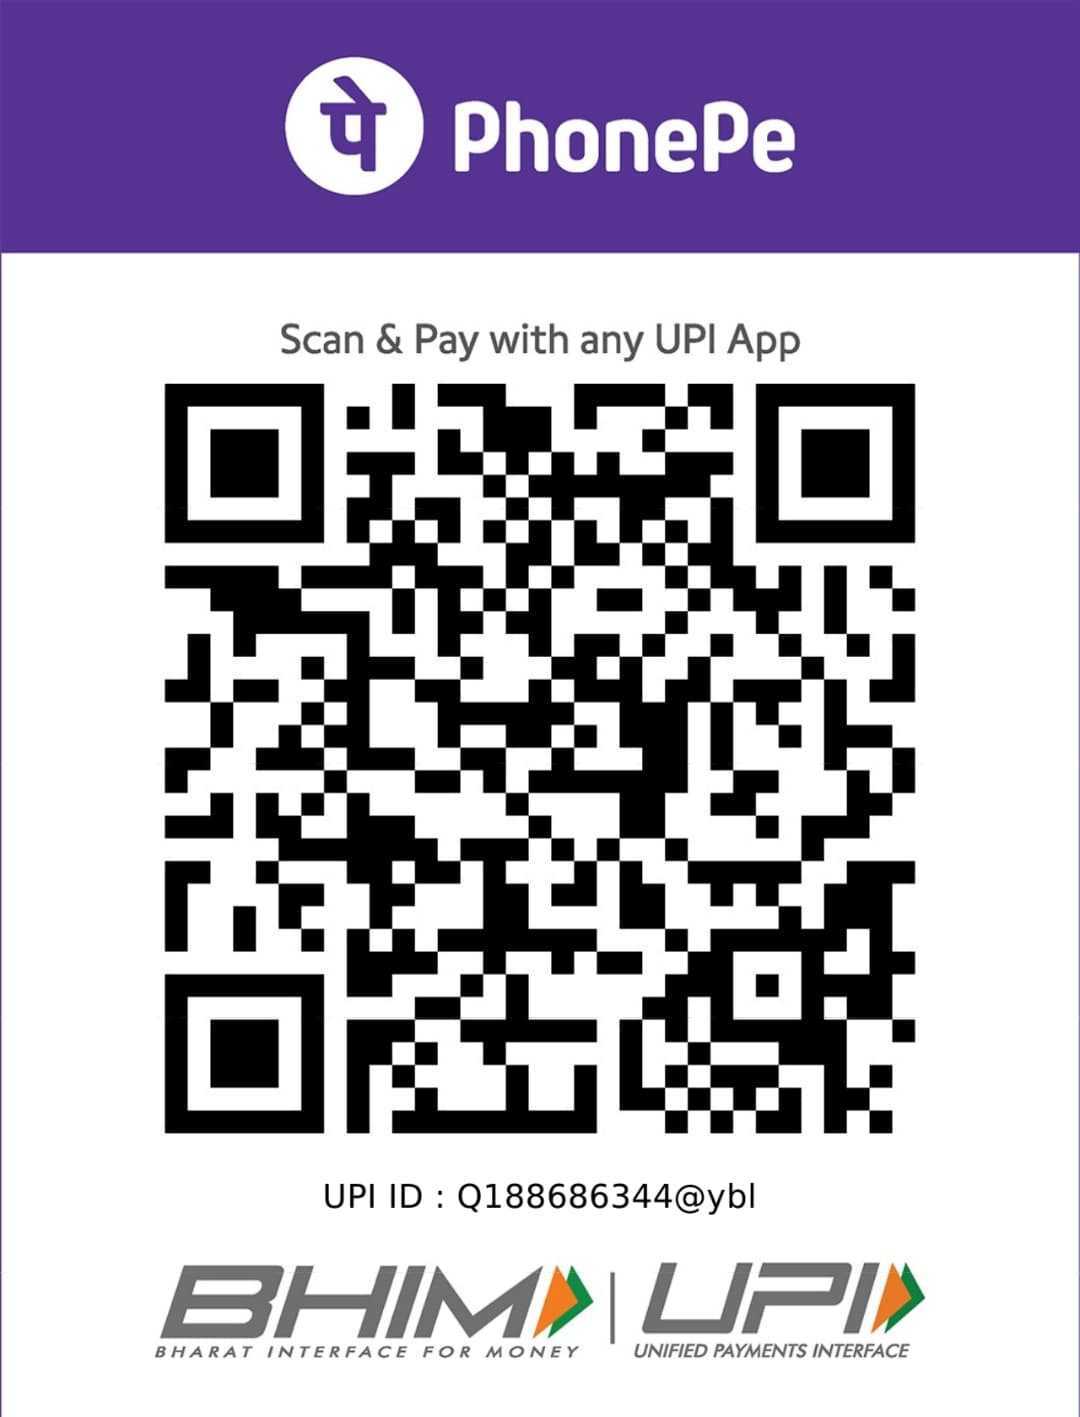 पे PhonePe
Scan & Pay with any UPI App
UPI ID : Q188686344@ybl
BHIM UPI
BHARAT INTERFACE FOR MONEY UNIFIED PAYMENTS INTERFACE